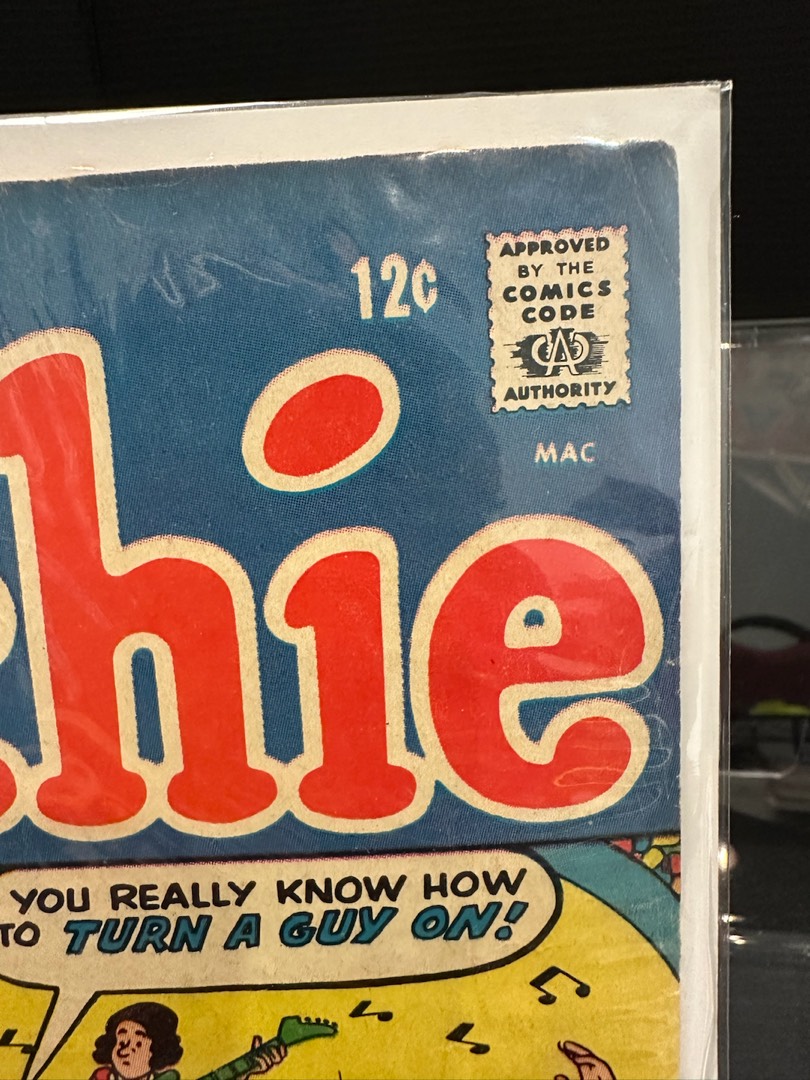 12¢
APPROVED
BY THE
COMICS
CODE
CA
AUTHORITY
MAC
hie
YOU REALLY KNOW HOW
TO TURN A GUY ON!